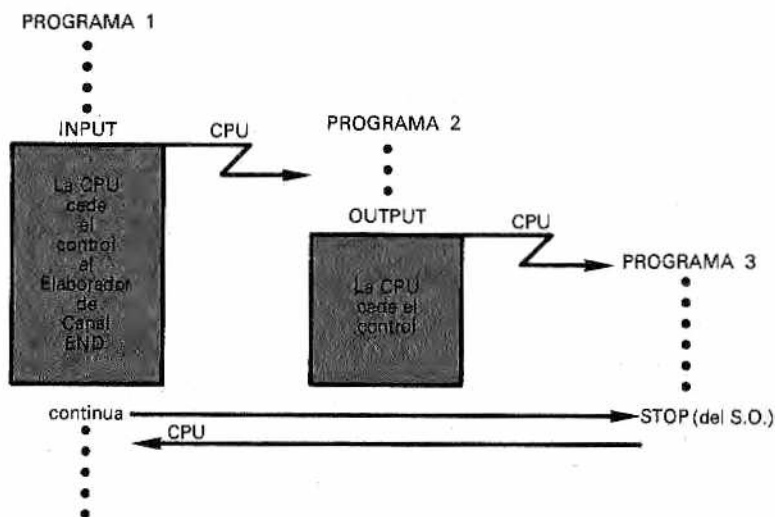 PROGRAMA 1
INPUT
CPU
La CPU
cede
el
control
al
Elaborador
de
Canal
END
PROGRAMA 2
OUTPUT
CPU
La CPU
cede el
control
PROGRAMA 3
continua
STOP (del S.O.)
CPU